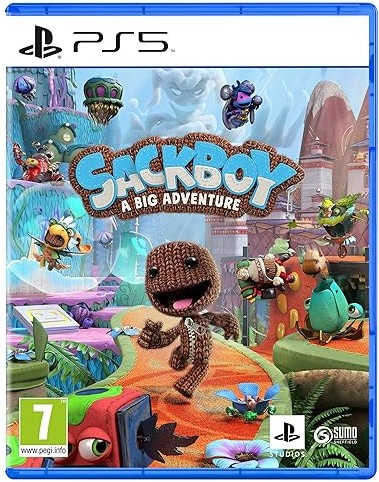 PS5
SACKBOY
A BIG ADVENTURE
7
www.pegi.info
STUDIOS
SUMO
SHEFFIELD